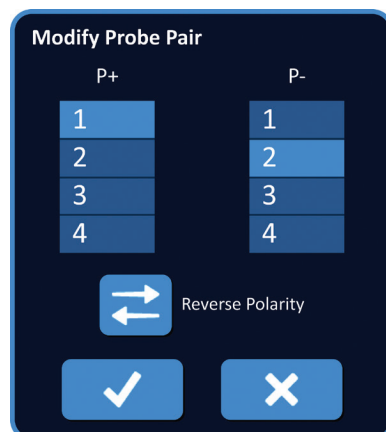 Modify Probe Pair
P+ P-
1 1
2 2
3 3
4 4
Reverse Polarity